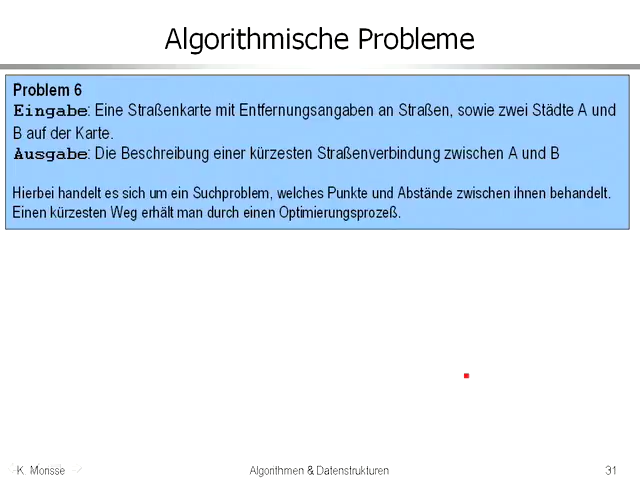 Algorithmische Probleme
Problem 6
Eingabe: Eine Straßenkarte mit Entfernungsangaben an Straßen, sowie zwei Städte A und
B auf der Karte.
Ausgabe: Die Beschreibung einer kürzesten Straßenverbindung zwischen A und B
Hierbei handelt es sich um ein Suchproblem, welches Punkte und Abstände zwischen ihnen behandelt.
Einen kürzesten Weg erhält man durch einen Optimierungsprozeß.
K. Morisse
Algorithmen & Datenstrukturen
31